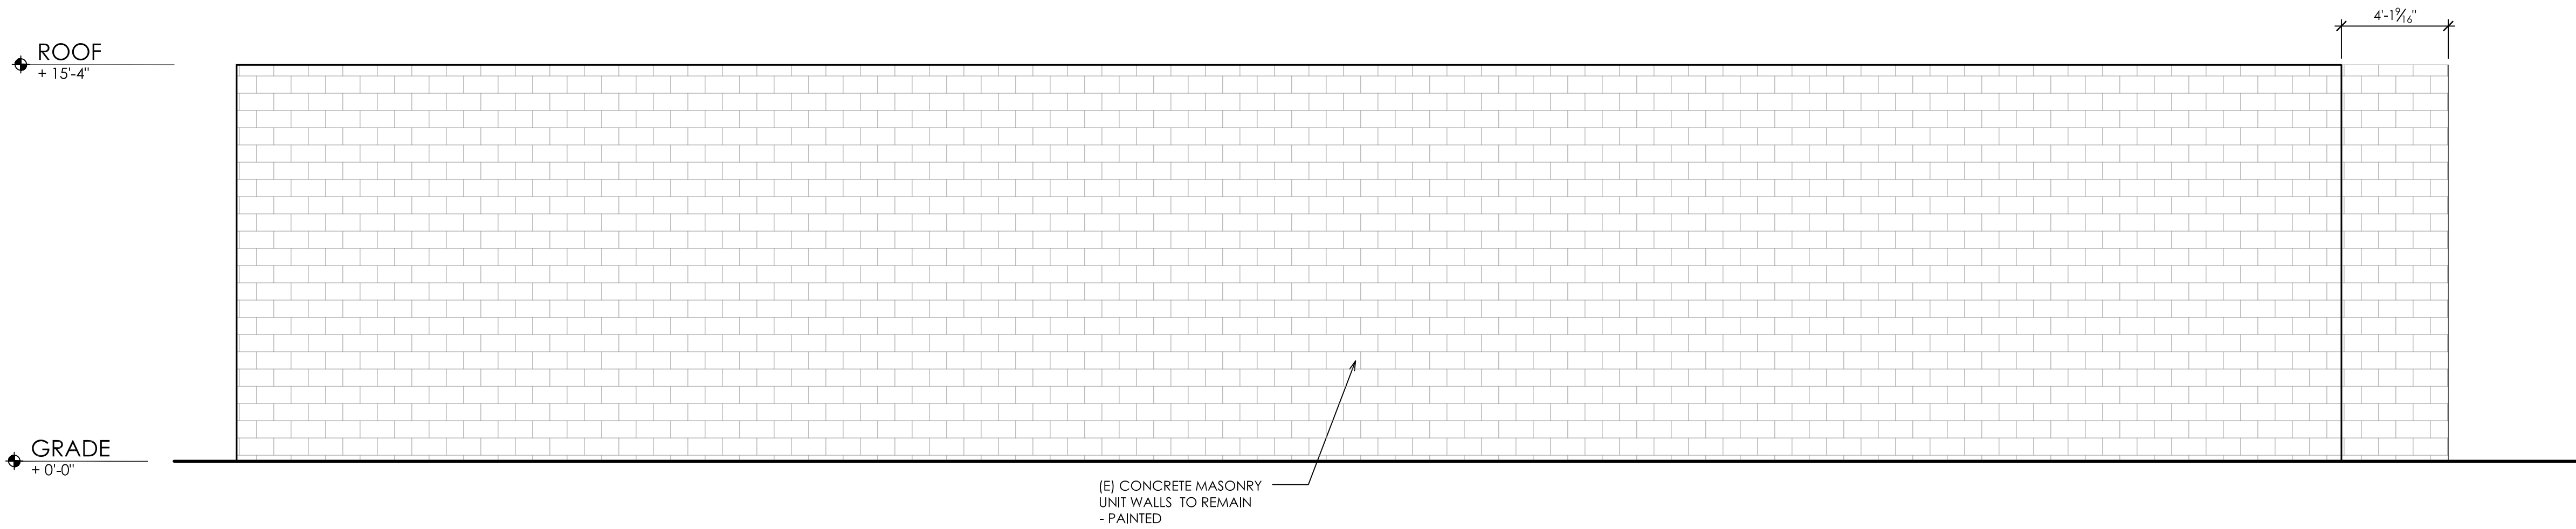 4'-1 9/16"
ROOF
+ 15'-4"
GRADE
+ 0'-0"
(E) CONCRETE MASONRY
UNIT WALLS TO REMAIN
- PAINTED